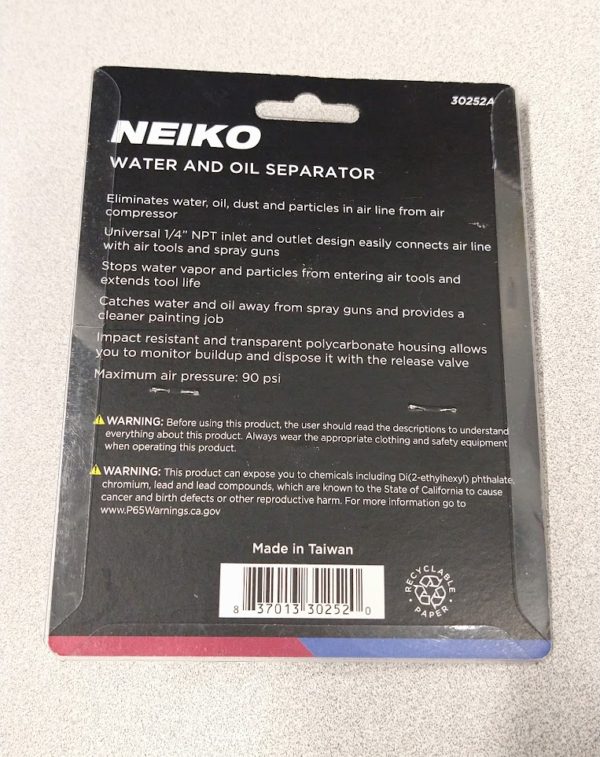 30252A
NEIKO
WATER AND OIL SEPARATOR
Eliminates water, oil, dust and particles in air line from air
compressor
Universal 1/4" NPT inlet and outlet design easily connects air line
with air tools and spray guns
Stops water vapor and particles from entering air tools and
extends tool life
Catches water and oil away from spray guns and provides a
cleaner painting job
Impact resistant and transparent polycarbonate housing allows
you to monitor buildup and dispose it with the release valve
Maximum air pressure: 90 psi
WARNING: Before using this product, the user should read the descriptions to understand
everything about this product. Always wear the appropriate clothing and safety equipment
when operating this product.
WARNING: This product can expose you to chemicals including Di(2-ethylhexyl) phthalate,
chromium, lead and lead compounds, which are known to the State of California to cause
cancer and birth defects or other reproductive harm. For more information go to
www.P65Warnings.ca.gov
Made in Taiwan
8 37013 30252 0
RECYCLABLE
PAPER